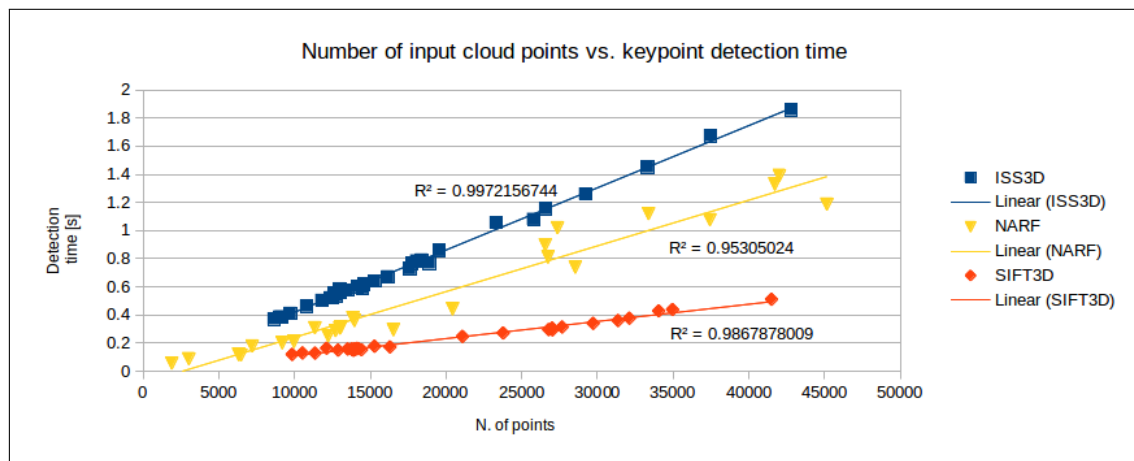 Number of input cloud points vs. keypoint detection time
2
1.8
1.6
1.4
1.2
1
0.8
0.6
0.4
0.2
0
Detection
time [s]
R² = 0.9972156744
R² = 0.95305024
R² = 0.9867878009
0 5000 10000 15000 20000 25000 30000 35000 40000 45000 50000
N. of points
ISS3D
Linear (ISS3D)
NARF
Linear (NARF)
SIFT3D
Linear (SIFT3D)